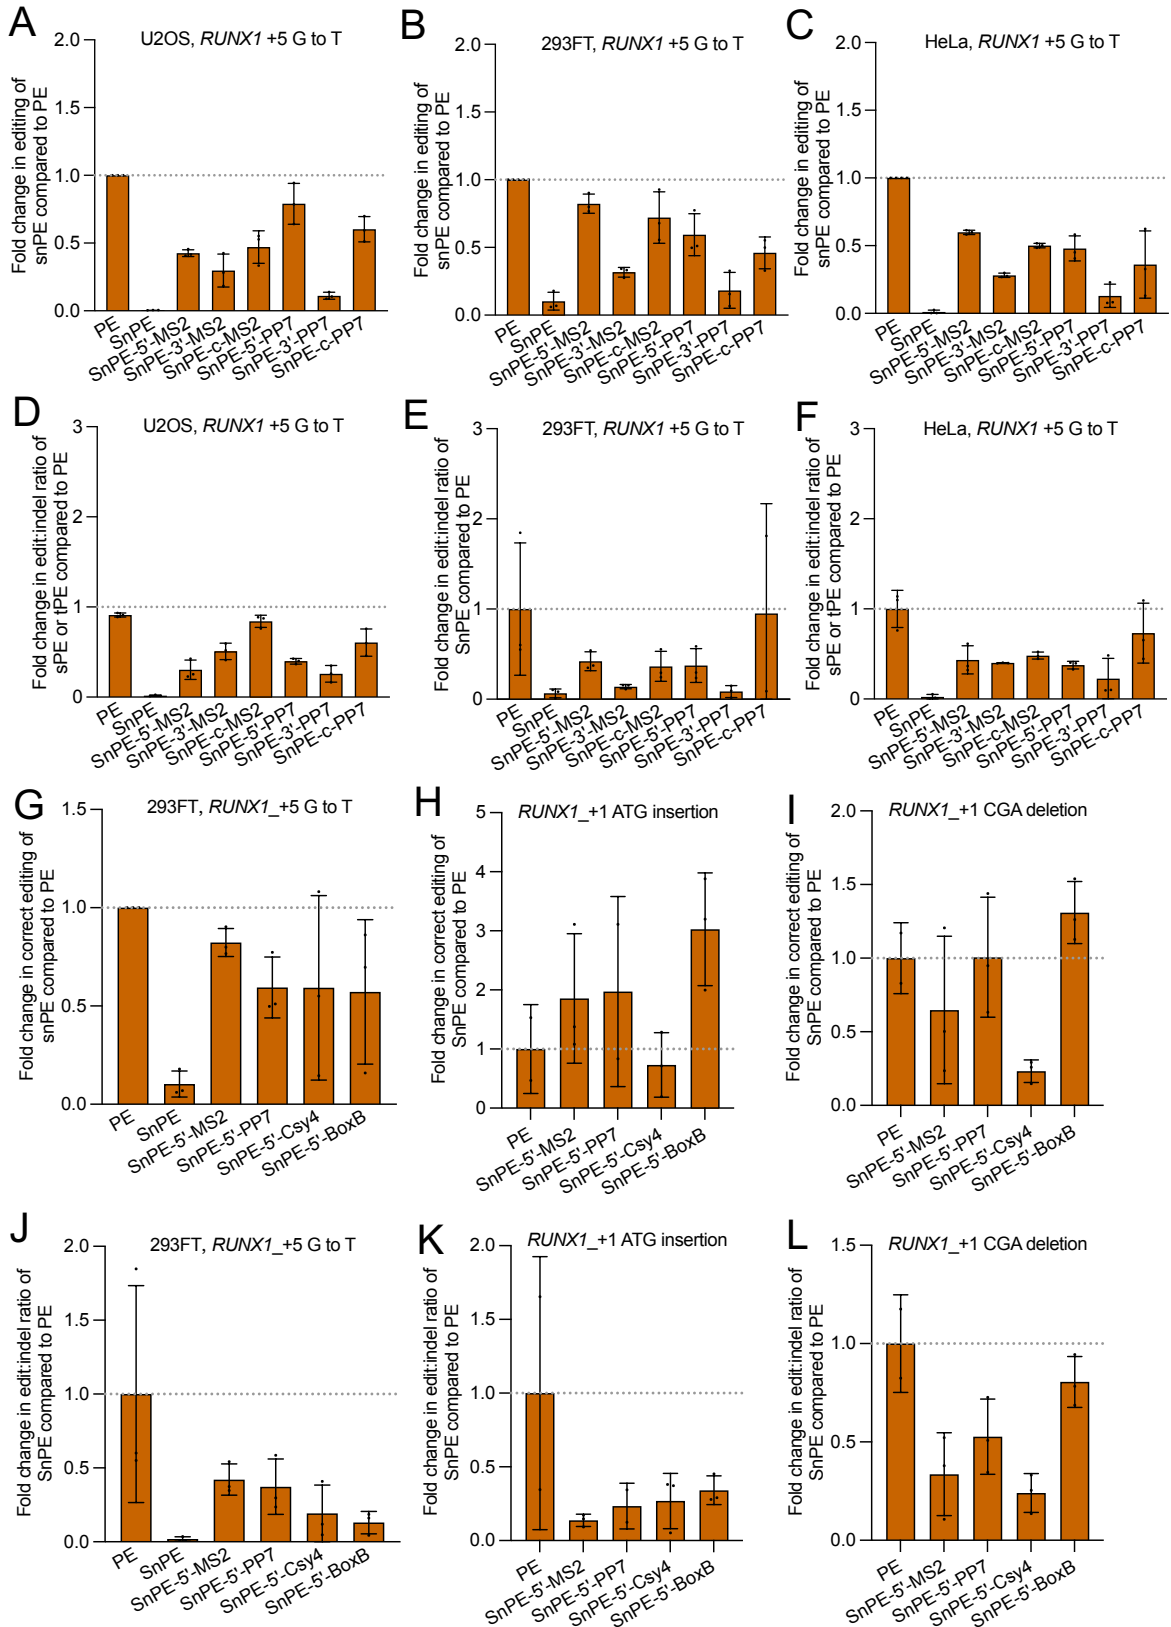 A
U2OS, RUNX1 +5 G to T
Fold change in editing of
snPE compared to PE
2.0
1.5
1.0
0.5
0.0
PE
SnPE
SnPE-5'-MS2
SnPE-3'-MS2
SnPE-c-MS2
SnPE-5'-PP7
SnPE-3'-PP7
SnPE-c-PP7
B
293FT, RUNX1 +5 G to T
Fold change in editing of
snPE compared to PE
2.0
1.5
1.0
0.5
0.0
PE
SnPE
SnPE-5'-MS2
SnPE-3'-MS2
SnPE-c-MS2
SnPE-5'-PP7
SnPE-3'-PP7
SnPE-c-PP7
C
HeLa, RUNX1 +5 G to T
Fold change in editing of
snPE compared to PE
2.0
1.5
1.0
0.5
0.0
PE
SnPE
SnPE-5'-MS2
SnPE-3'-MS2
SnPE-c-MS2
SnPE-5'-PP7
SnPE-3'-PP7
SnPE-c-PP7
D
U2OS, RUNX1 +5 G to T
Fold change in edit:indel ratio of
sPE or tPE compared to PE
3
2
1
0
PE
SnPE
SnPE-5'-MS2
SnPE-3'-MS2
SnPE-c-MS2
SnPE-5'-PP7
SnPE-3'-PP7
SnPE-c-PP7
E
293FT, RUNX1 +5 G to T
Fold change in edit:indel ratio of
SnPE compared to PE
3
2
1
0
PE
SnPE
SnPE-5'-MS2
SnPE-3'-MS2
SnPE-c-MS2
SnPE-5'-PP7
SnPE-3'-PP7
SnPE-c-PP7
F
HeLa, RUNX1 +5 G to T
Fold change in edit:indel ratio of
sPE or tPE compared to PE
3
2
1
0
PE
SnPE
SnPE-5'-MS2
SnPE-3'-MS2
SnPE-c-MS2
SnPE-5'-PP7
SnPE-3'-PP7
SnPE-c-PP7
G
293FT, RUNX1_+5 G to T
Fold change in correct editing of
snPE compared to PE
1.5
1.0
0.5
0.0
PE
SnPE
SnPE-5'-MS2
SnPE-5'-PP7
SnPE-5'-Csy4
SnPE-5'-BoxB
H
RUNX1_+1 ATG insertion
Fold change in correct editing of
SnPE compared to PE
5
4
3
2
1
0
PE
SnPE-5'-MS2
SnPE-5'-PP7
SnPE-5'-Csy4
SnPE-5'-BoxB
I
RUNX1_+1 CGA deletion
Fold change in correct editing of
SnPE compared to PE
2.0
1.5
1.0
0.5
0.0
PE
SnPE-5'-MS2
SnPE-5'-PP7
SnPE-5'-Csy4
SnPE-5'-BoxB
J
293FT, RUNX1_+5 G to T
Fold change in edit:indel ratio of
SnPE compared to PE
2.0
1.5
1.0
0.5
0.0
PE
SnPE
SnPE-5'-MS2
SnPE-5'-PP7
SnPE-5'-Csy4
SnPE-5'-BoxB
K
RUNX1_+1 ATG insertion
Fold change in edit:indel ratio of
SnPE compared to PE
2.0
1.5
1.0
0.5
0.0
PE
SnPE-5'-MS2
SnPE-5'-PP7
SnPE-5'-Csy4
SnPE-5'-BoxB
L
RUNX1_+1 CGA deletion
Fold change in edit:indel ratio of
SnPE compared to PE
1.5
1.0
0.5
0.0
PE
SnPE-5'-MS2
SnPE-5'-PP7
SnPE-5'-Csy4
SnPE-5'-BoxB